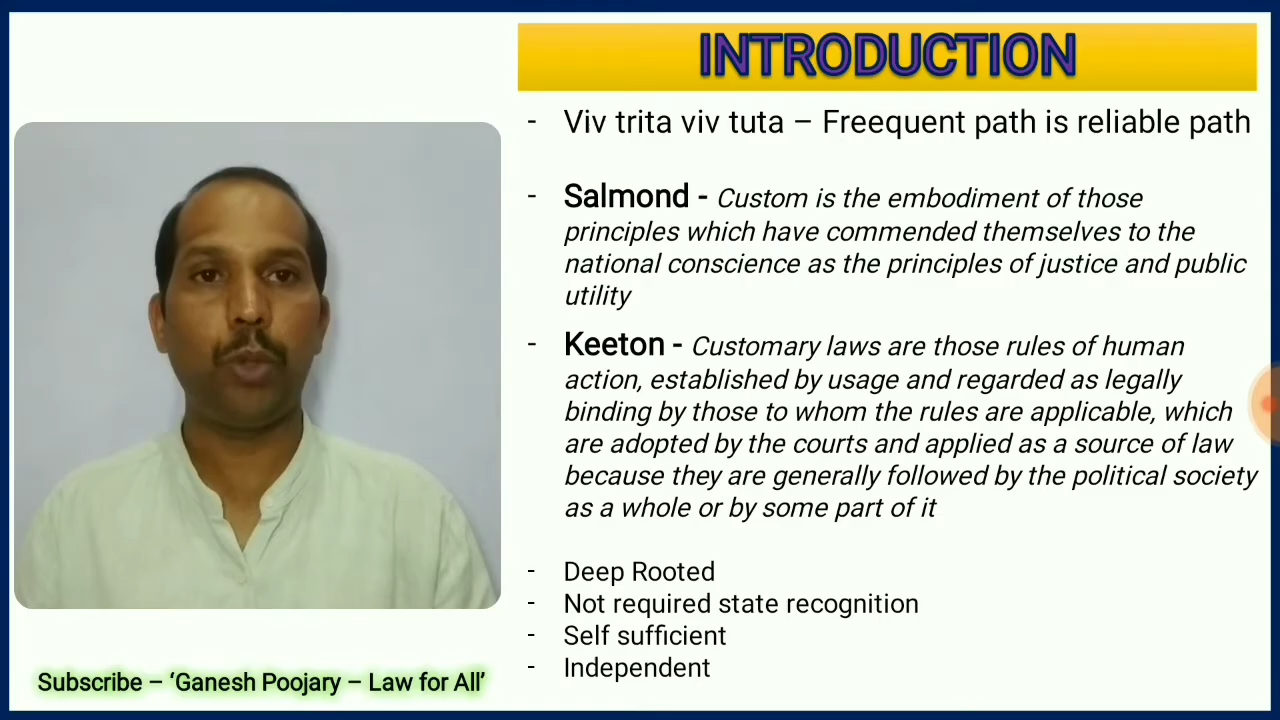 INTRODUCTION
- Viv trita viv tuta – Freequent path is reliable path
- Salmond - Custom is the embodiment of those
principles which have commended themselves to the
national conscience as the principles of justice and public
utility
- Keeton - Customary laws are those rules of human
action, established by usage and regarded as legally
binding by those to whom the rules are applicable, which
are adopted by the courts and applied as a source of law
because they are generally followed by the political society
as a whole or by some part of it
- Deep Rooted
- Not required state recognition
- Self sufficient
- Independent
Subscribe – ‘Ganesh Poojary – Law for All’